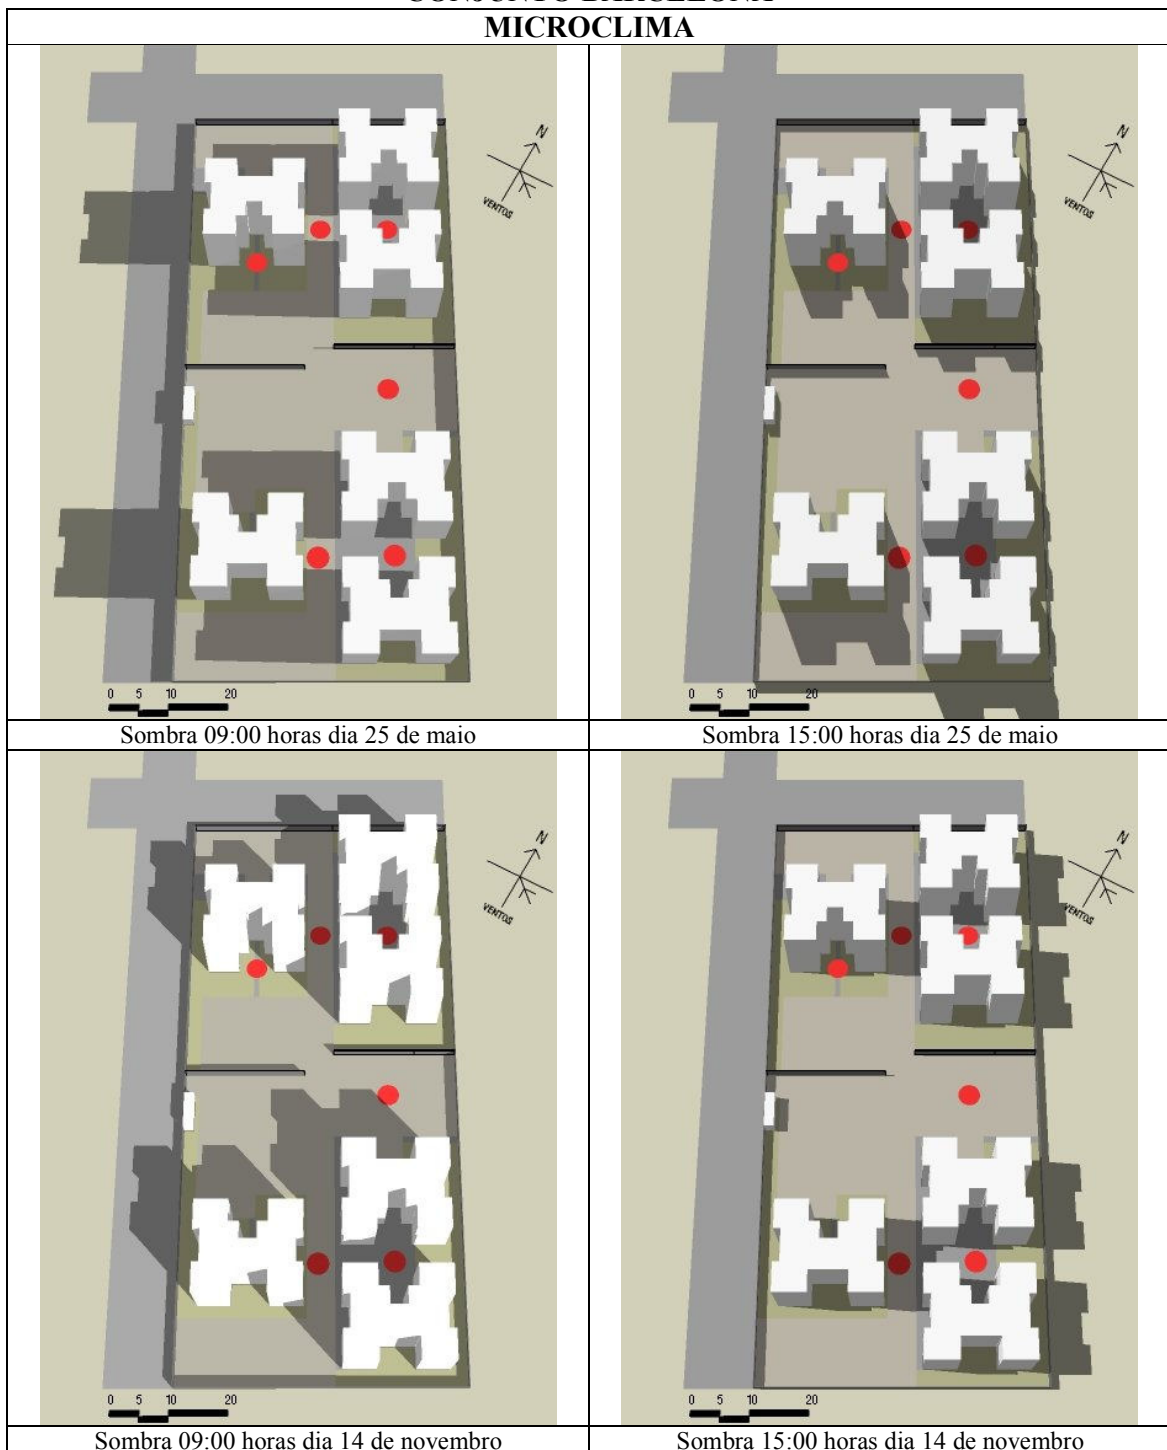 CONJUNTO BARCELONA
MICROCLIMA
N
VENTOS
0 5 10 20
N
VENTOS
0 5 10 20
Sombra 09:00 horas dia 25 de maio
Sombra 15:00 horas dia 25 de maio
N
VENTOS
0 5 10 20
N
VENTOS
0 5 10 20
Sombra 09:00 horas dia 14 de novembro
Sombra 15:00 horas dia 14 de novembro